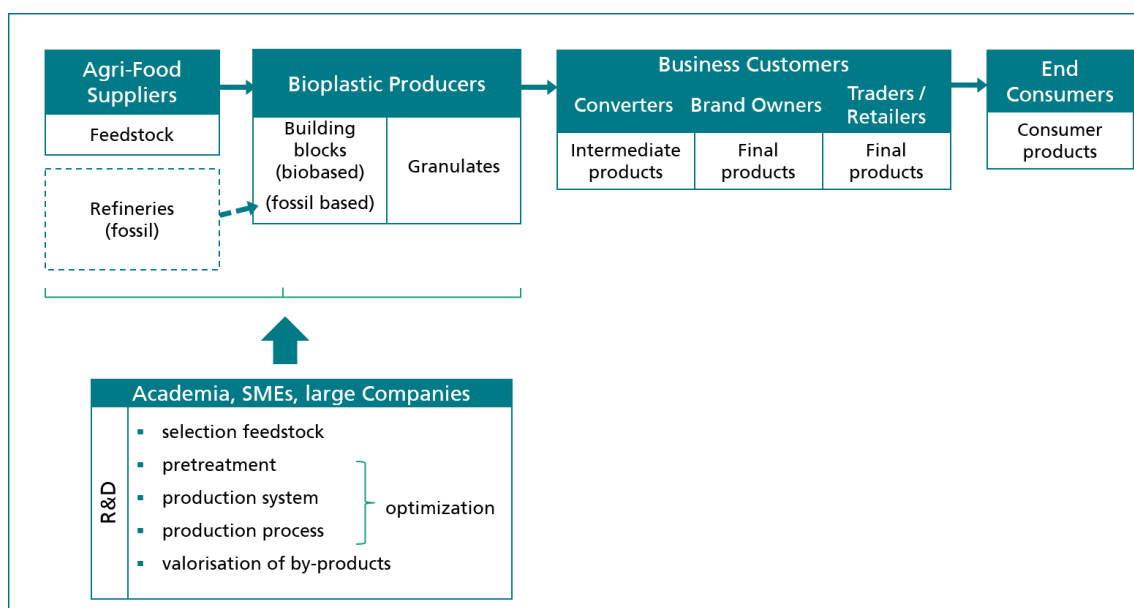 Agri-Food
Suppliers
Feedstock
Refineries
(fossil)
Bioplastic Producers
Building
blocks
(biobased)
(fossil based)
Granulates
Business Customers
Converters
Intermediate
products
Brand Owners
Final
products
Traders /
Retailers
Final
products
End
Consumers
Consumer
products
Academia, SMEs, large Companies
R&D
▪ selection feedstock
▪ pretreatment
▪ production system
▪ production process
▪ valorisation of by-products
optimization